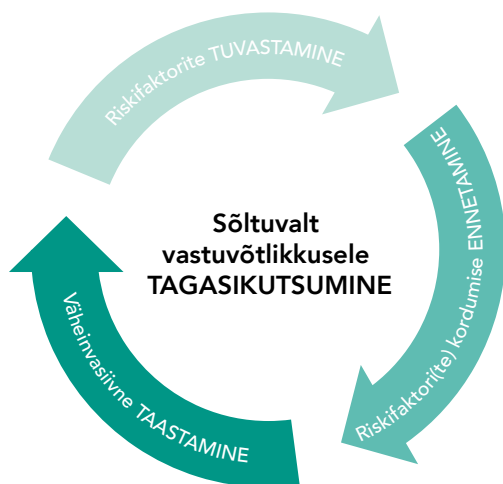 Riskifaktorite TUVASTAMINE
Riskifaktori(te) kordumise ENNETAMINE
Sõltuvalt
vastuvõtlikkusele
TAGASIKUTSUMINE
Väheinvasiivne TAASTAMINE